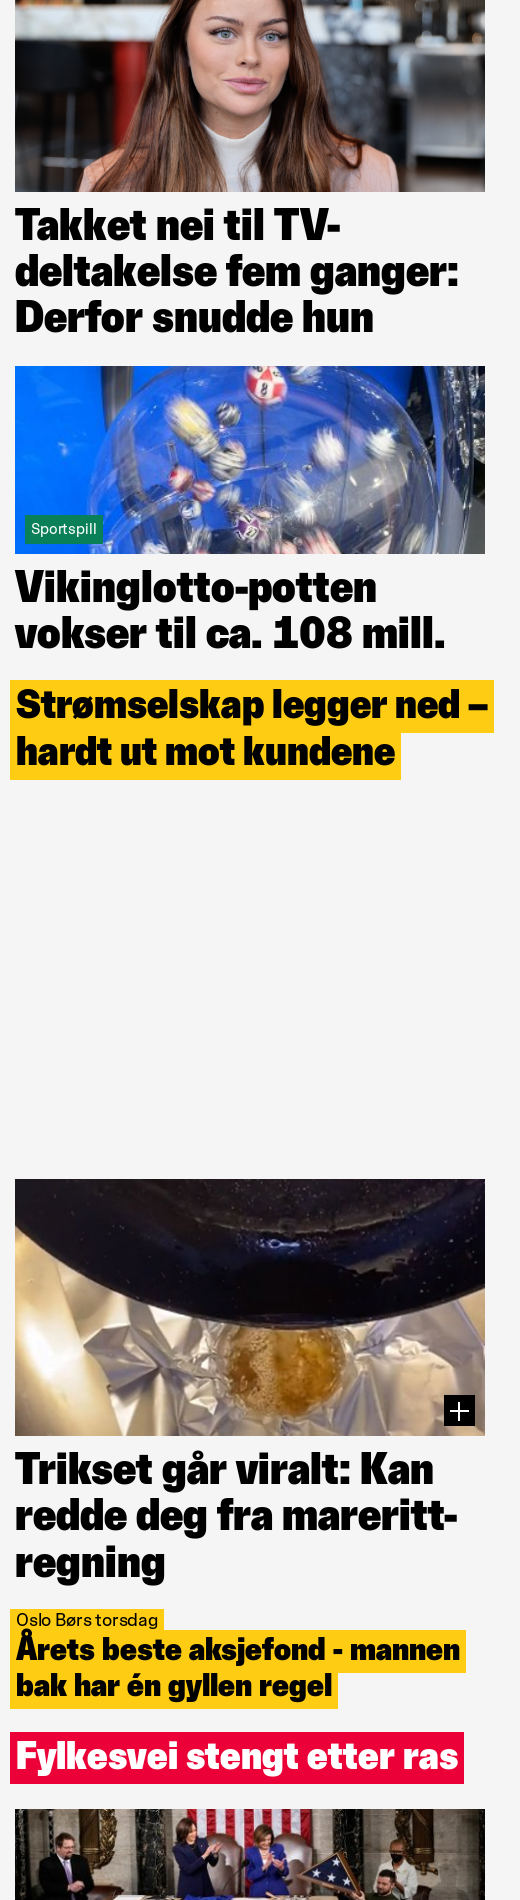 Takket nei til TV-
deltakelse fem ganger:
Derfor snudde hun
Sportspill
Vikinglotto-potten
vokser til ca. 108 mill.
Strømselskap legger ned –
hardt ut mot kundene
Trikset går viralt: Kan
redde deg fra mareritt-
regning
Oslo Børs torsdag
Årets beste aksjefond - mannen
bak har én gyllen regel
Fylkesvei stengt etter ras